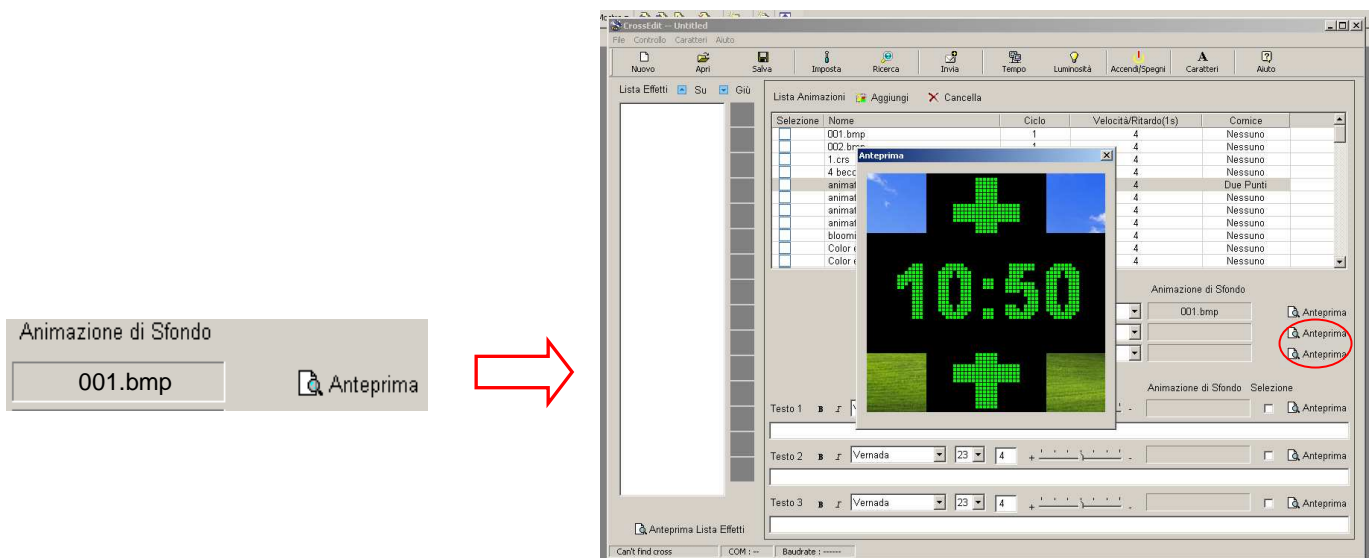 Animazione di Sfondo
001.bmp Anteprima
CrossEdit -- Untitled
File Controllo Caratteri Aiuto
Nuovo Apri Salva Imposta Ricerca Invia Tempo Luminosità Accendi/Spegni Caratteri Aiuto
Lista Effetti Su Giù
Lista Animazioni Aggiungi Cancella
Selezione Nome Ciclo Velocità/Ritardo(1s) Cornice
001.bmp 1 4 Nessuno
002.bmp 1 4 Nessuno
1.crs 4 Nessuno
4 4 Nessuno
4 Due Punti
4 Nessuno
4 Nessuno
4 Nessuno
4 Nessuno
Color 4 Nessuno
Color 4 Nessuno
Anteprima
10:50
Animazione di Sfondo
001.bmp Anteprima
Anteprima
Anteprima
Animazione di Sfondo Selezione
Testo 1 B I - Anteprima
Testo 2 B I Vernada 23 4 + - Anteprima
Testo 3 B I Vernada 23 4 + - Anteprima
Anteprima Lista Effetti
Can't find cross COM : -- Baudrate : ------